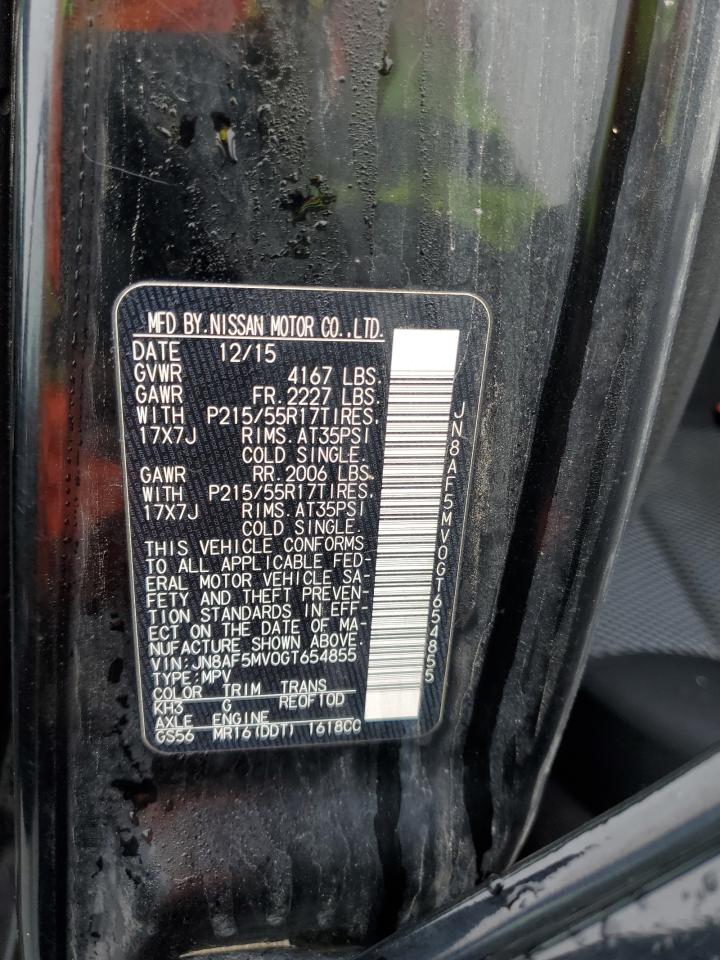 MFD BY.NISSAN MOTOR CO.,LTD.
DATE 12/15
GVWR 4167 LBS.
GAWR FR. 2227 LBS.
WITH P215/55R17TIRES,
17X7J RIMS.AT35PSI
COLD SINGLE.
GAWR RR. 2006 LBS.
WITH P215/55R17TIRES,
17X7J RIMS.AT35PSI
COLD SINGLE.
THIS VEHICLE CONFORMS
TO ALL APPLICABLE FED-
ERAL MOTOR VEHICLE SA-
FETY AND THEFT PREVEN-
TION STANDARDS IN EFF-
ECT ON THE DATE OF MA-
NUFACTURE SHOWN ABOVE.
VIN:JN8AF5MV0GT654855
TYPE:MPV
COLOR TRIM TRANS
KH3 G RE0F10D
AXLE ENGINE
GS56 MR16(DDT) 1618CC
JN8AF5MV0GT654855